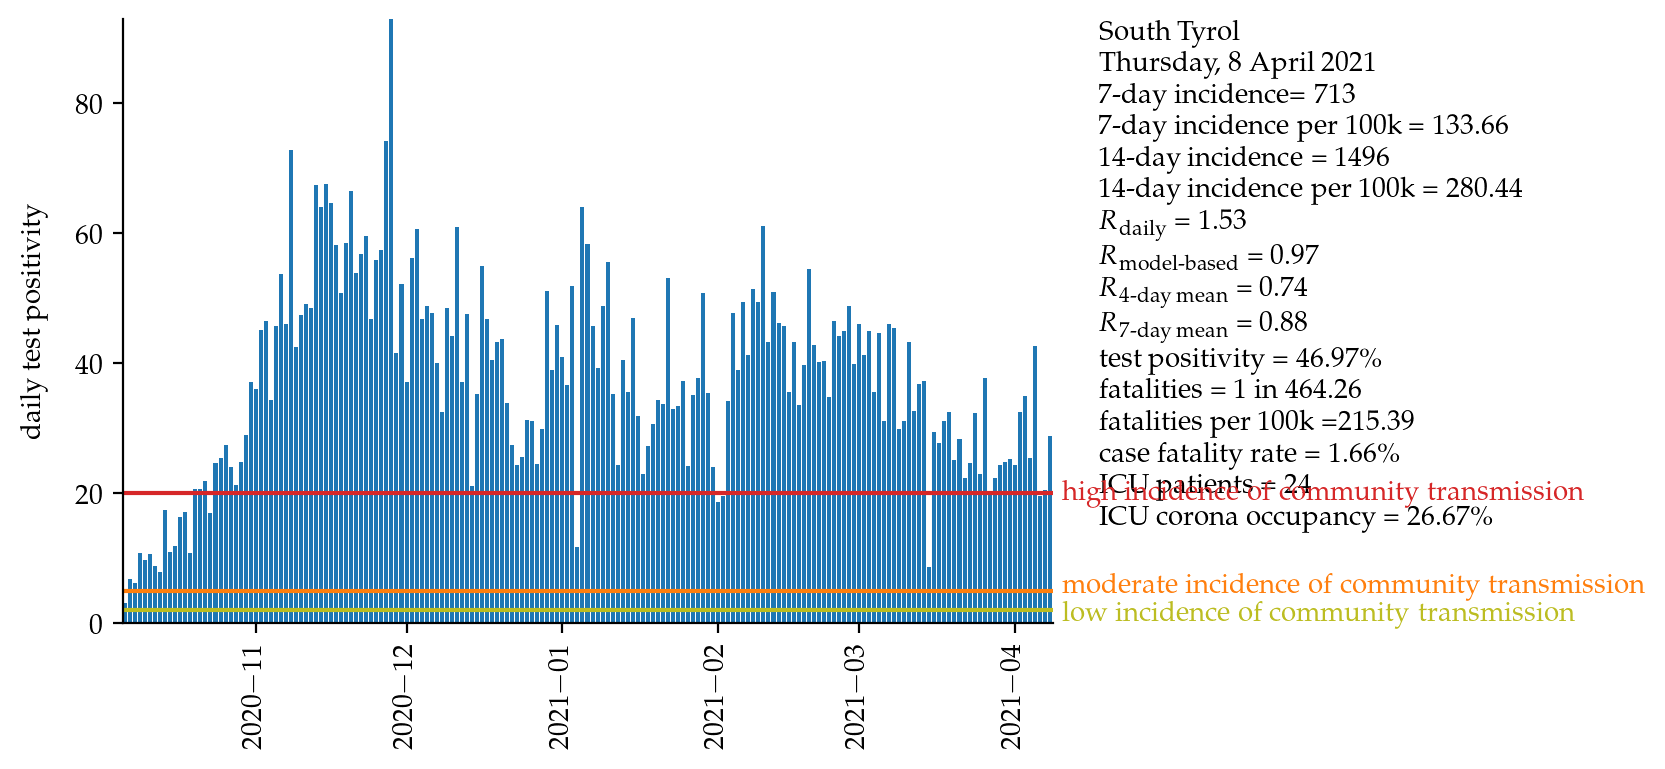 South Tyrol
Thursday, 8 April 2021
7-day incidence= 713
7-day incidence per 100k = 133.66
14-day incidence = 1496
14-day incidence per 100k = 280.44
R daily = 1.53
R model-based = 0.97
R 4-day mean = 0.74
R 7-day mean = 0.88
test positivity = 46.97%
fatalities = 1 in 464.26
fatalities per 100k =215.39
case fatality rate = 1.66%
ICU patients = 24
high incidence of community transmission
ICU corona occupancy = 26.67%
moderate incidence of community transmission
low incidence of community transmission
daily test positivity
80
60
40
20
0
2020−11
2020−12
2021−01
2021−02
2021−03
2021−04